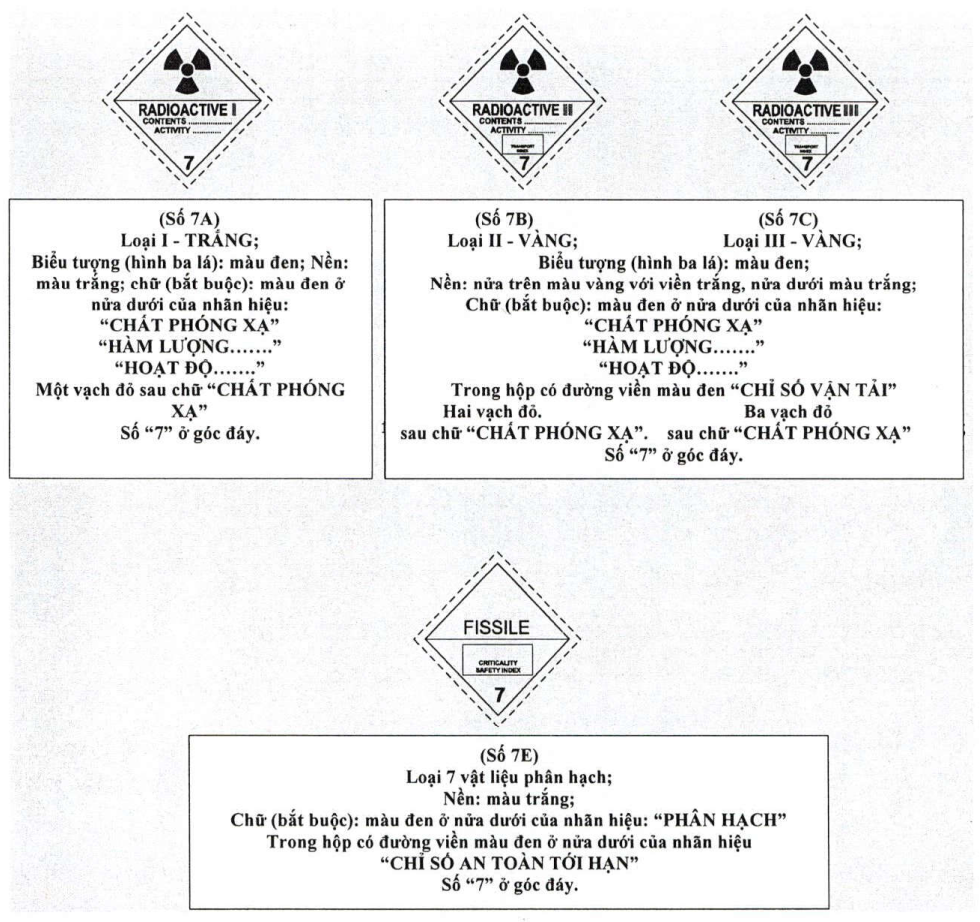 RADIOACTIVE I
CONTENTS ..................
ACTIVITY ............
7
RADIOACTIVE II
CONTENTS ..................
ACTIVITY ............
TRANSPORT
INDEX
7
RADIOACTIVE III
CONTENTS ..................
ACTIVITY ............
TRANSPORT
INDEX
7
(Số 7A)
Loại I - TRẮNG;
Biểu tượng (hình ba lá): màu đen; Nền:
màu trắng; chữ (bắt buộc): màu đen ở
nửa dưới của nhãn hiệu:
“CHẤT PHÓNG XẠ”
“HÀM LƯỢNG…….”
“HOẠT ĐỘ…….”
Một vạch đỏ sau chữ “CHẤT PHÓNG
XẠ”
Số “7” ở góc đáy.
(Số 7B) (Số 7C)
Loại II - VÀNG; Loại III - VÀNG;
Biểu tượng (hình ba lá): màu đen;
Nền: nửa trên màu vàng với viền trắng, nửa dưới màu trắng;
Chữ (bắt buộc): màu đen ở nửa dưới của nhãn hiệu:
“CHẤT PHÓNG XẠ”
“HÀM LƯỢNG…….”
“HOẠT ĐỘ…….”
Trong hộp có đường viền màu đen “CHỈ SỐ VẬN TẢI”
Hai vạch đỏ. Ba vạch đỏ
sau chữ “CHẤT PHÓNG XẠ”. sau chữ “CHẤT PHÓNG XẠ”
Số “7” ở góc đáy.
FISSILE
CRITICALITY
SAFETY INDEX
7
(Số 7E)
Loại 7 vật liệu phân hạch;
Nền: màu trắng;
Chữ (bắt buộc): màu đen ở nửa dưới của nhãn hiệu: “PHÂN HẠCH”
Trong hộp có đường viền màu đen ở nửa dưới của nhãn hiệu
“CHỈ SỐ AN TOÀN TỚI HẠN”
Số “7” ở góc đáy.